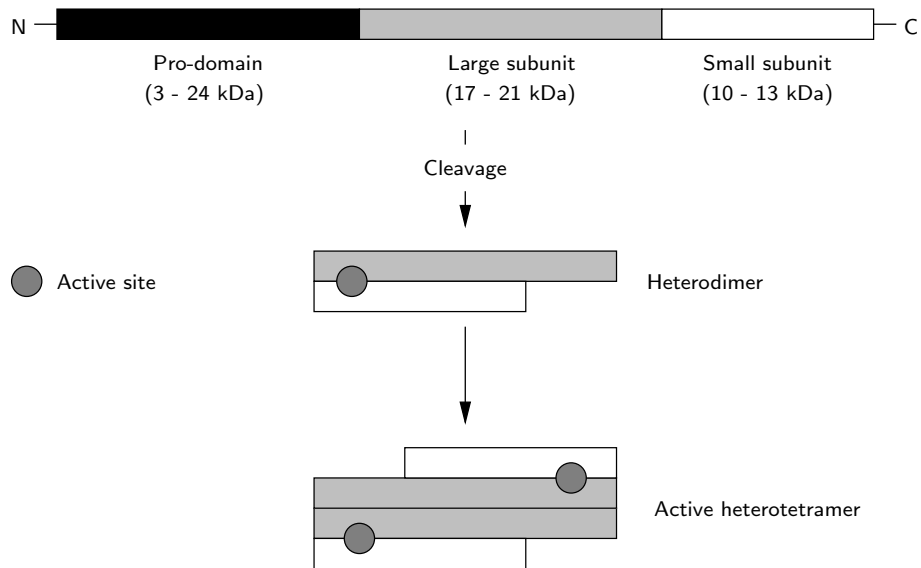 N C
Pro-domain Large subunit Small subunit
(3 - 24 kDa) (17 - 21 kDa) (10 - 13 kDa)
Cleavage
Active site Heterodimer
Active heterotetramer